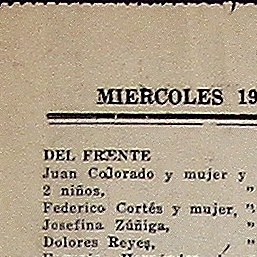 MIERCOLES 19
DEL FRENTE
Juan Colorado y mujer y
2 niños, "
Federico Cortés y mujer, "
Josefina Zúñiga, "
Dolores Reyes, "